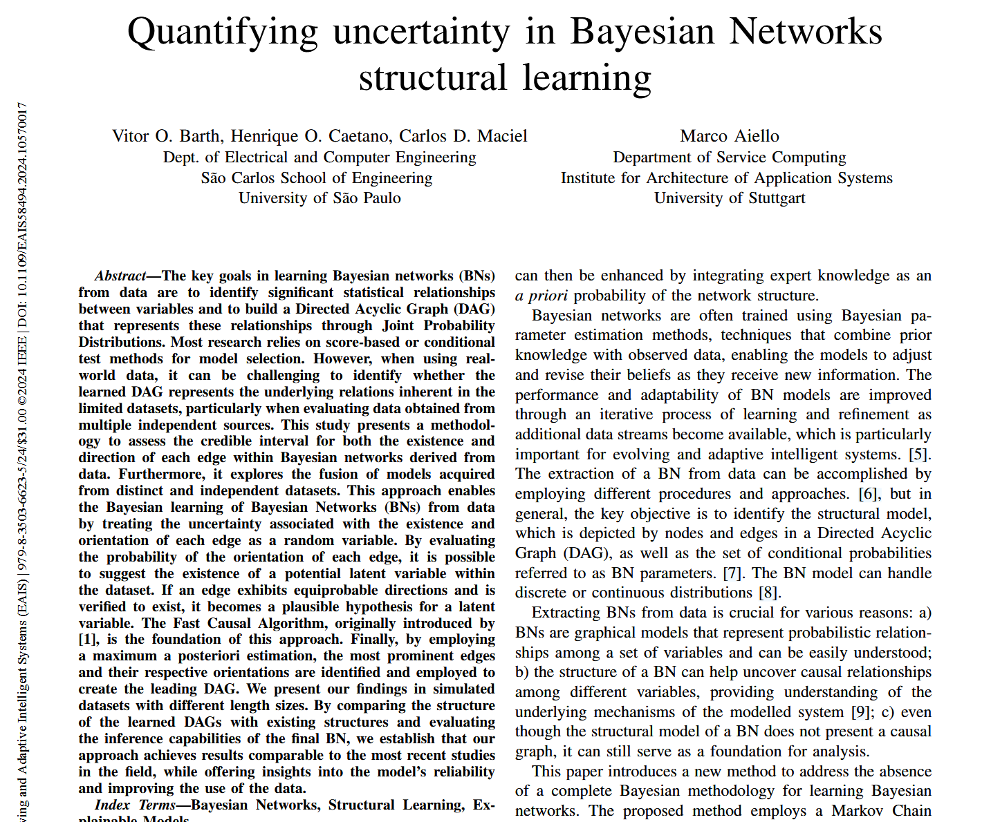 Quantifying uncertainty in Bayesian Networks
structural learning
Vitor O. Barth, Henrique O. Caetano, Carlos D. Maciel
Dept. of Electrical and Computer Engineering
São Carlos School of Engineering
University of São Paulo
Marco Aiello
Department of Service Computing
Institute for Architecture of Application Systems
University of Stuttgart
ving and Adaptive Intelligent Systems (EAIS) | 979-8-3503-6623-5/24/$31.00 ©2024 IEEE | DOI: 10.1109/EAIS58494.2024.10570017
Abstract—The key goals in learning Bayesian networks (BNs)
from data are to identify significant statistical relationships
between variables and to build a Directed Acyclic Graph (DAG)
that represents these relationships through Joint Probability
Distributions. Most research relies on score-based or conditional
test methods for model selection. However, when using real-
world data, it can be challenging to identify whether the
learned DAG represents the underlying relations inherent in the
limited datasets, particularly when evaluating data obtained from
multiple independent sources. This study presents a methodol-
ogy to assess the credible interval for both the existence and
direction of each edge within Bayesian networks derived from
data. Furthermore, it explores the fusion of models acquired
from distinct and independent datasets. This approach enables
the Bayesian learning of Bayesian Networks (BNs) from data
by treating the uncertainty associated with the existence and
orientation of each edge as a random variable. By evaluating
the probability of the orientation of each edge, it is possible
to suggest the existence of a potential latent variable within
the dataset. If an edge exhibits equiprobable directions and is
verified to exist, it becomes a plausible hypothesis for a latent
variable. The Fast Causal Algorithm, originally introduced by
[1], is the foundation of this approach. Finally, by employing
a maximum a posteriori estimation, the most prominent edges
and their respective orientations are identified and employed to
create the leading DAG. We present our findings in simulated
datasets with different length sizes. By comparing the structure
of the learned DAGs with existing structures and evaluating
the inference capabilities of the final BN, we establish that our
approach achieves results comparable to the most recent studies
in the field, while offering insights into the model's reliability
and improving the use of the data.
Index Terms—Bayesian Networks, Structural Learning, Ex-
plainable Models
can then be enhanced by integrating expert knowledge as an
a priori probability of the network structure.
Bayesian networks are often trained using Bayesian pa-
rameter estimation methods, techniques that combine prior
knowledge with observed data, enabling the models to adjust
and revise their beliefs as they receive new information. The
performance and adaptability of BN models are improved
through an iterative process of learning and refinement as
additional data streams become available, which is particularly
important for evolving and adaptive intelligent systems. [5].
The extraction of a BN from data can be accomplished by
employing different procedures and approaches. [6], but in
general, the key objective is to identify the structural model,
which is depicted by nodes and edges in a Directed Acyclic
Graph (DAG), as well as the set of conditional probabilities
referred to as BN parameters. [7]. The BN model can handle
discrete or continuous distributions [8].
Extracting BNs from data is crucial for various reasons: a)
BNs are graphical models that represent probabilistic relation-
ships among a set of variables and can be easily understood;
b) the structure of a BN can help uncover causal relationships
among different variables, providing understanding of the
underlying mechanisms of the modelled system [9]; c) even
though the structural model of a BN does not present a causal
graph, it can still serve as a foundation for analysis.
This paper introduces a new method to address the absence
of a complete Bayesian methodology for learning Bayesian
networks. The proposed method employs a Markov Chain